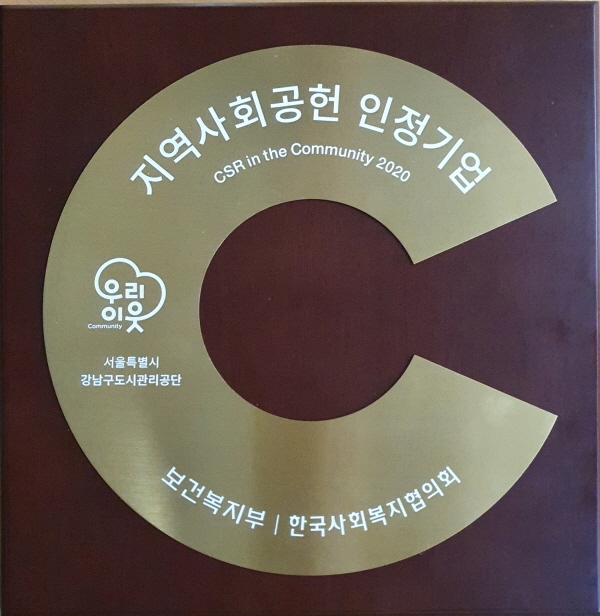 지역사회공헌 인정기업
CSR in the Community 2020
우리
이웃
Community
서울특별시
강남구도시관리공단
보건복지부 | 한국사회복지협의회